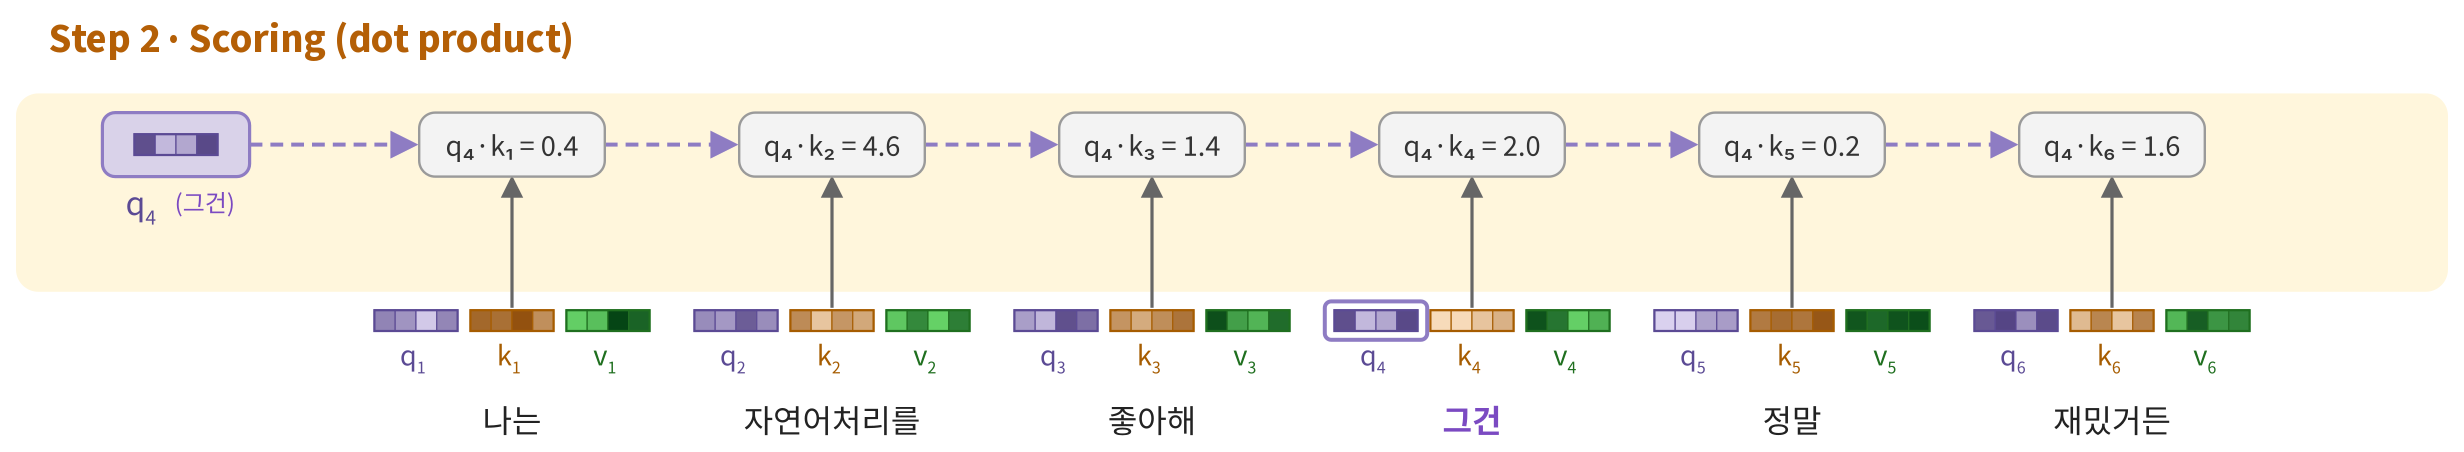 Step 2 · Scoring (dot product)
q₄ · k₁ = 0.4 q₄ · k₂ = 4.6 q₄ · k₃ = 1.4 q₄ · k₄ = 2.0 q₄ · k₅ = 0.2 q₄ · k₆ = 1.6
q₄ (그건)
q₁ k₁ v₁ q₂ k₂ v₂ q₃ k₃ v₃ q₄ k₄ v₄ q₅ k₅ v₅ q₆ k₆ v₆
나는 자연어처리를 좋아해 그건 정말 재밌거든